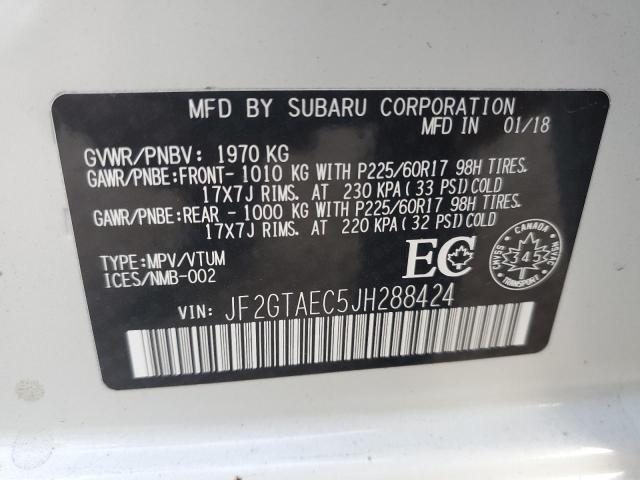 MFD BY SUBARU CORPORATION
MFD IN 01/18
GVWR/PNBV: 1970 KG
GAWR/PNBE:FRONT- 1010 KG WITH P225/60R17 98H TIRES.
17X7J RIMS. AT 230 KPA(33 PSI)COLD
GAWR/PNBE:REAR - 1000 KG WITH P225/60R17 98H TIRES.
17X7J RIMS. AT 220 KPA(32 PSI)COLD
TYPE:MPV/VTUM
ICES/NMB-002
EC
CANADA
345
TRANSPORT
VIN: JF2GTAEC5JH288424